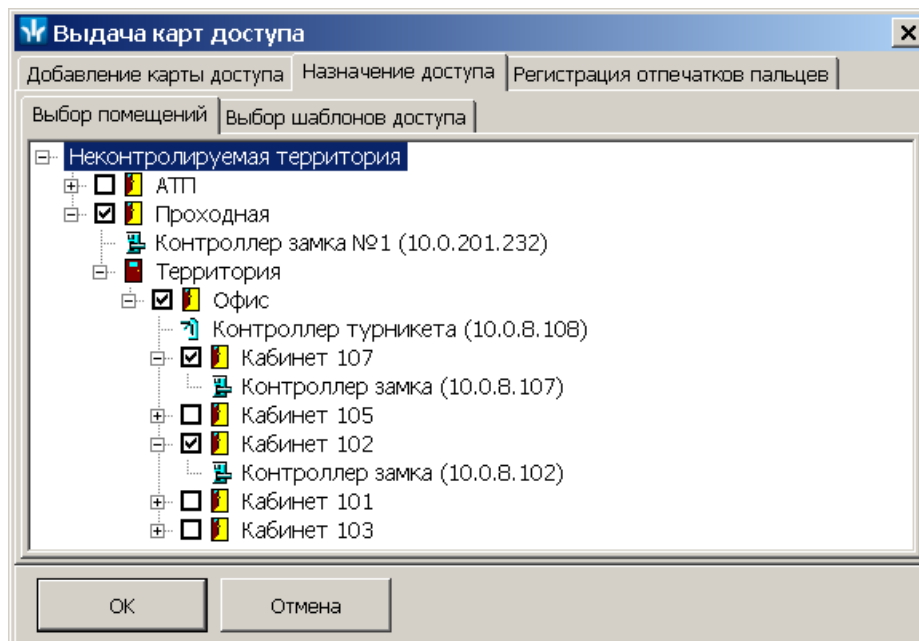 Выдача карт доступа
Добавление карты доступа Назначение доступа Регистрация отпечатков пальцев
Выбор помещений Выбор шаблонов доступа
Неконтролируемая территория
АТП
Проходная
Контроллер замка №1 (10.0.201.232)
Территория
Офис
Контроллер турникета (10.0.8.108)
Кабинет 107
Контроллер замка (10.0.8.107)
Кабинет 105
Кабинет 102
Контроллер замка (10.0.8.102)
Кабинет 101
Кабинет 103
ОК Отмена